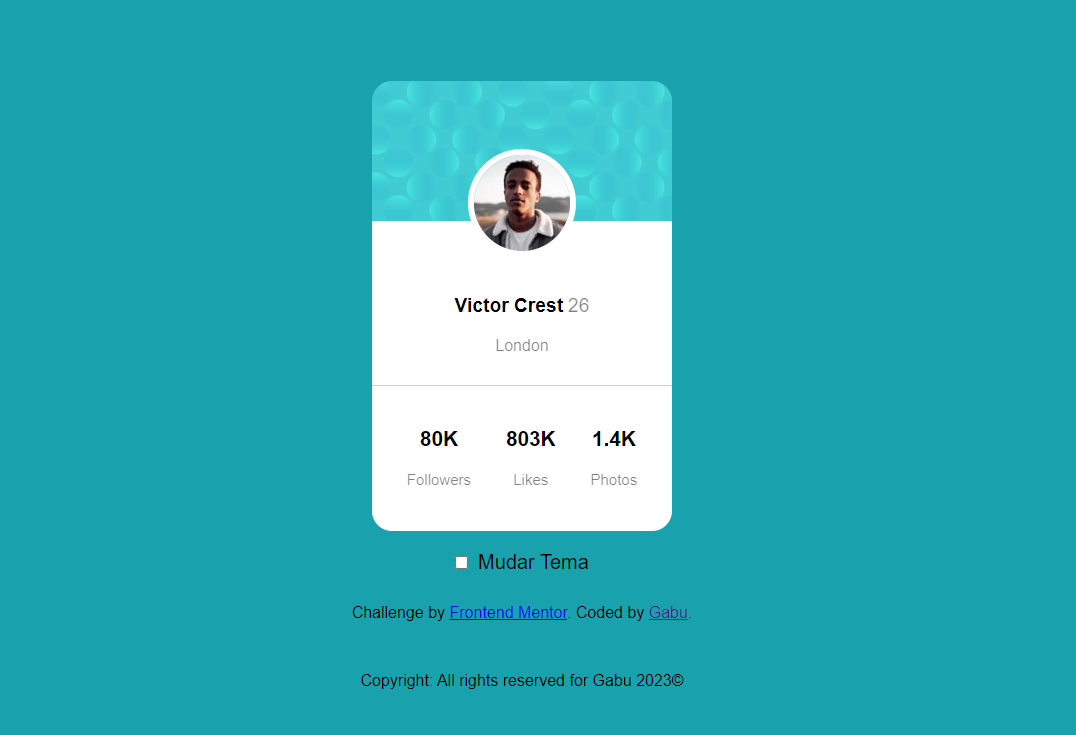 Victor Crest 26
London
80K 803K 1.4K
Followers Likes Photos
Mudar Tema
Challenge by Frontend Mentor. Coded by Gabu.
Copyright: All rights reserved for Gabu 2023©